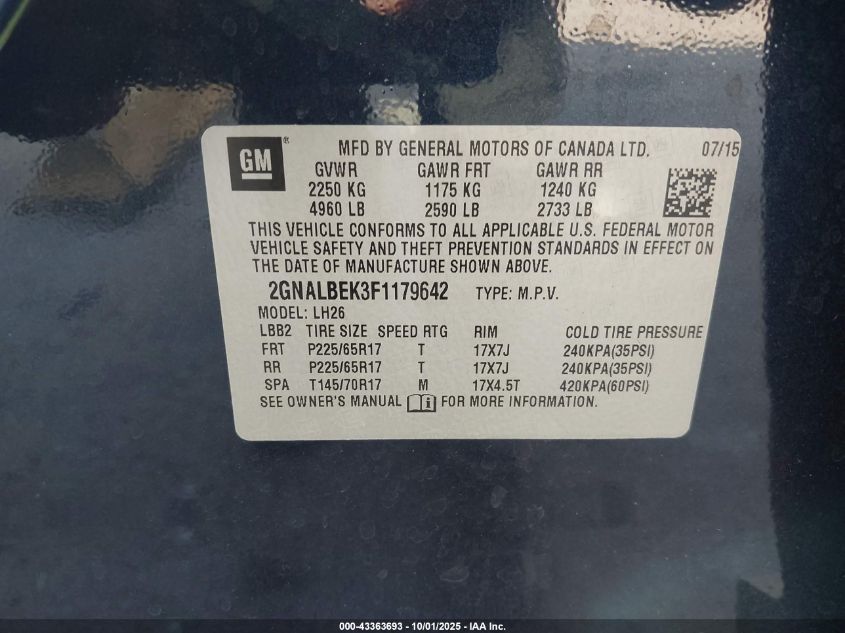 GM ® MFD BY GENERAL MOTORS OF CANADA LTD. 07/15
GVWR GAWR FRT GAWR RR
2250 KG 1175 KG 1240 KG
4960 LB 2590 LB 2733 LB
THIS VEHICLE CONFORMS TO ALL APPLICABLE U.S. FEDERAL MOTOR
VEHICLE SAFETY AND THEFT PREVENTION STANDARDS IN EFFECT ON
THE DATE OF MANUFACTURE SHOWN ABOVE.
2GNALBEK3F1179642 TYPE: M.P.V.
MODEL: LH26
LBB2 TIRE SIZE SPEED RTG RIM COLD TIRE PRESSURE
FRT P225/65R17 T 17X7J 240KPA(35PSI)
RR P225/65R17 T 17X7J 240KPA(35PSI)
SPA T145/70R17 M 17X4.5T 420KPA(60PSI)
SEE OWNER'S MANUAL i FOR MORE INFORMATION.
000-43363693 - 10/01/2025 - IAA Inc.